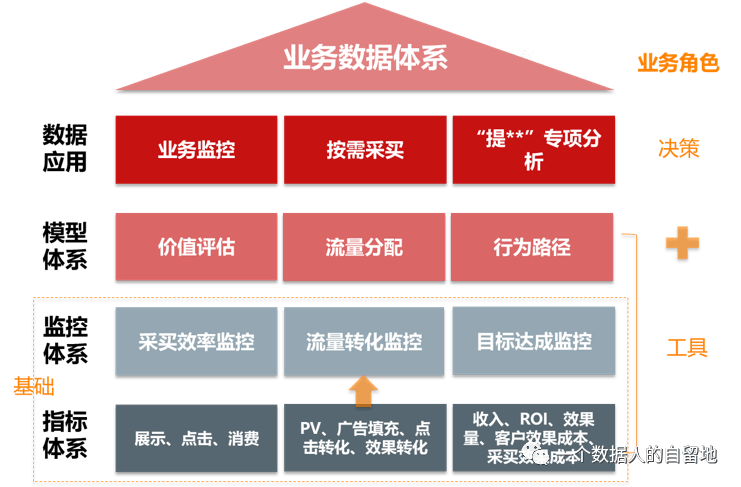 业务数据体系
业务角色
数据
应用
业务监控
按需采买
“提**”专项分
析
决策
模型
体系
价值评估
流量分配
行为路径
监控
体系
采买效率监控
流量转化监控
目标达成监控
工具
基础
指标
体系
展示、点击、消费
PV、广告填充、点
击转化、效果转化
收入、ROI、效果
量、客户效果成本、
采买效果成本
个数据人的自留地